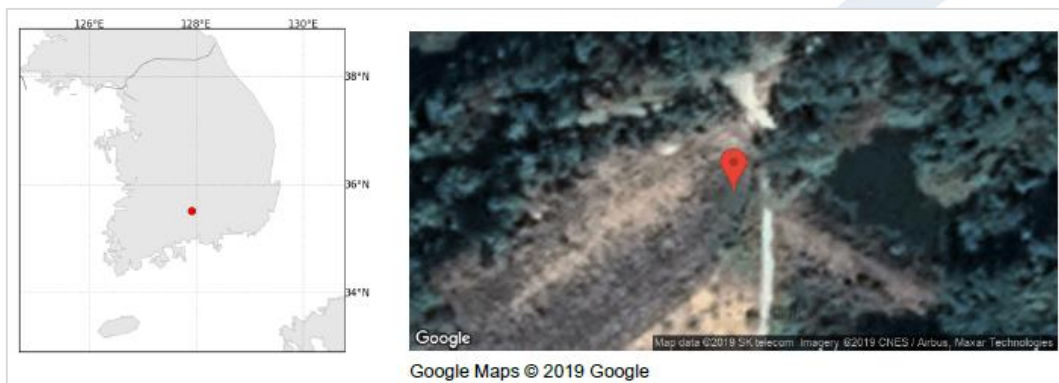 126°E 128°E 130°E
38°N
36°N
34°N
Google
Map data ©2019 SK telecom Imagery ©2019 CNES / Airbus, Maxar Technologies
Google Maps © 2019 Google